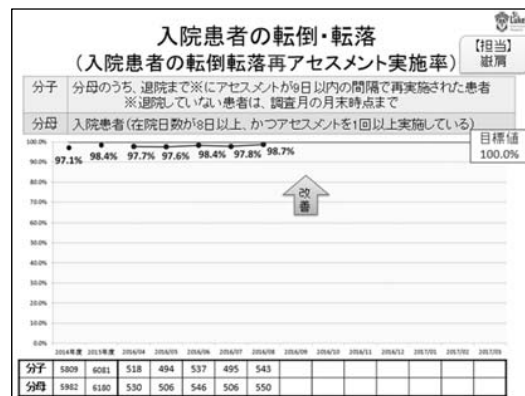 St. Luke's
入院患者の転倒・転落
(入院患者の転倒転落再アセスメント実施率)
【担当】
嶽肩
分子 分母のうち、退院まで※にアセスメントが9日以内の間隔で再実施された患者
※退院していない患者は、調査月の月末時点まで
分母 入院患者(在院日数が8日以上、かつアセスメントを1回以上実施している)
目標値
100.0%
100.0%
90.0%
80.0%
70.0%
60.0%
50.0%
40.0%
30.0%
20.0%
10.0%
0.0%
97.1% 98.4% 97.7% 97.6% 98.4% 97.8% 98.7%
改善
2014年度 2015年度 2016/04 2016/05 2016/06 2016/07 2016/08 2016/09 2016/10 2016/11 2016/12 2017/01 2017/02 2017/03
分子 5809 6081 518 494 537 495 543
分母 5982 6180 530 506 546 506 550